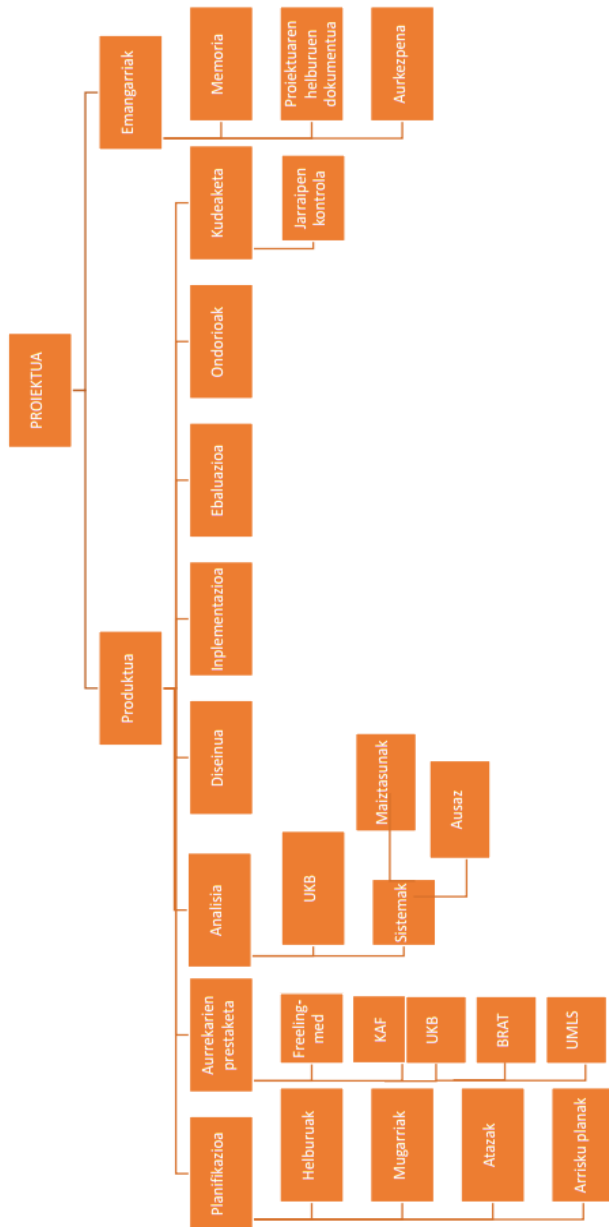 PROIEKTUA
Produktua
Emangarriak
Planifikazioa
Aurrekarien
prestaketa
Analisia
Diseinua
Inplementazioa
Ebaluazioa
Ondorioak
Kudeaketa
Memoria
Proiektuaren
helburuen
dokumentua
Aurkezpena
Helburuak
Mugarriak
Atazak
Arrisku planak
Freeling-
med
KAF
UKB
BRAT
UMLS
UKB
Sistemak
Maiztasunak
Ausaz
Jarraipen
kontrola